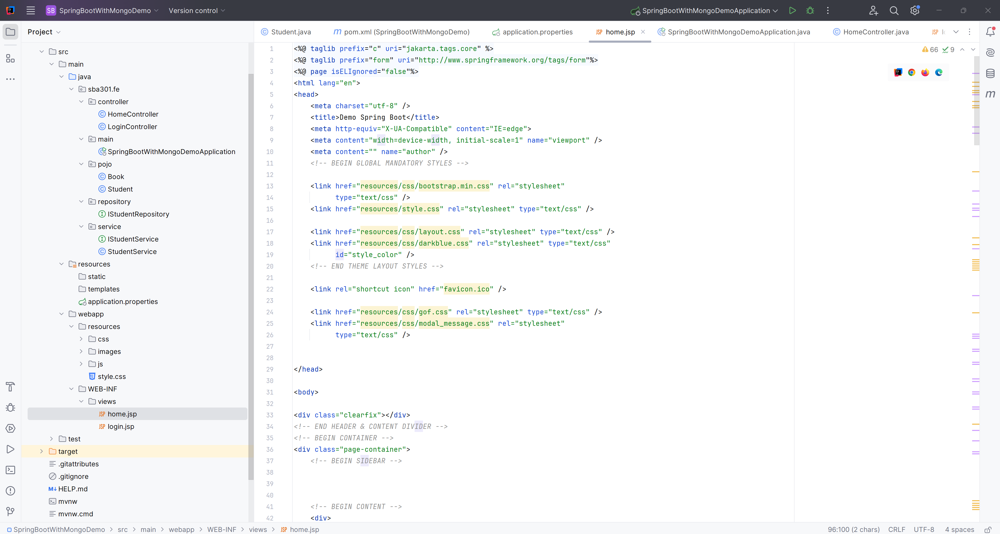 SB SpringBootWithMongoDemo Version control SpringBootWithMongoDemoApplication
Project
Student.java pom.xml (SpringBootWithMongoDemo) application.properties JSP home.jsp SpringBootWithMongoDemoApplication.java HomeController.java JSP
src
main
java
sba301.fe
controller
HomeController
LoginController
main
SpringBootWithMongoDemoApplication
pojo
Book
Student
repository
IStudentRepository
service
IStudentService
StudentService
resources
static
templates
application.properties
webapp
resources
css
images
js
style.css
WEB-INF
views
JSP home.jsp
JSP login.jsp
test
target
.gitattributes
.gitignore
M↓ HELP.md
mvnw
mvnw.cmd
66 9
1 <%@ taglib prefix="c" uri="jakarta.tags.core" %>
2 <%@ taglib prefix="form" uri="http://www.springframework.org/tags/form"%>
3 <%@ page isELIgnored="false"%>
4 <html lang="en">
5 <head>
6 <meta charset="utf-8" />
7 <title>Demo Spring Boot</title>
8 <meta http-equiv="X-UA-Compatible" content="IE=edge">
9 <meta content="width=device-width, initial-scale=1" name="viewport" />
10 <meta content="" name="author" />
11 <!-- BEGIN GLOBAL MANDATORY STYLES -->
12
13 <link href="resources/css/bootstrap.min.css" rel="stylesheet"
14 type="text/css" />
15 <link href="resources/style.css" rel="stylesheet" type="text/css" />
16
17 <link href="resources/css/layout.css" rel="stylesheet" type="text/css" />
18 <link href="resources/css/darkblue.css" rel="stylesheet" type="text/css"
19 id="style_color" />
20 <!-- END THEME LAYOUT STYLES -->
21
22 <link rel="shortcut icon" href="favicon.ico" />
23
24 <link href="resources/css/gof.css" rel="stylesheet" type="text/css" />
25 <link href="resources/css/modal_message.css" rel="stylesheet"
26 type="text/css" />
27
28
29 </head>
30
31 <body>
32
33 <div class="clearfix"></div>
34 <!-- END HEADER & CONTENT DIVIDER -->
35 <!-- BEGIN CONTAINER -->
36 <div class="page-container">
37 <!-- BEGIN SIDEBAR -->
38
39
40
41 <!-- BEGIN CONTENT -->
42 <div>
SpringBootWithMongoDemo > src > main > webapp > WEB-INF > views > JSP home.jsp 96:100 (2 chars) CRLF UTF-8 4 spaces